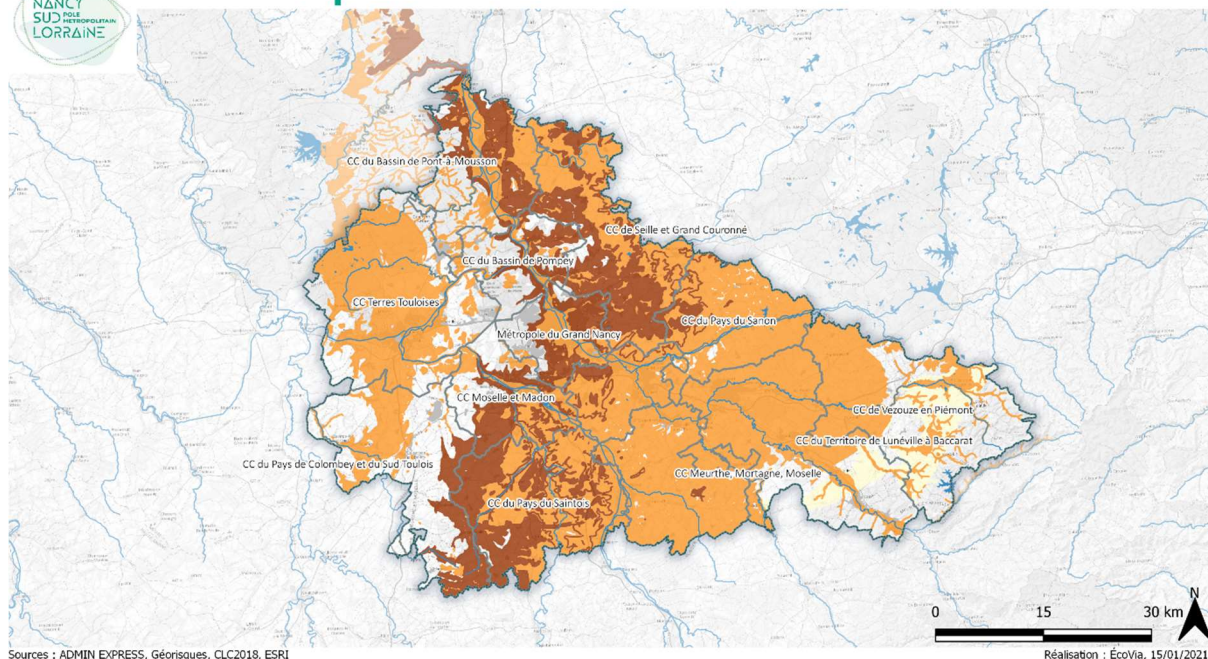 NANCY
SUD PÔLE MÉTROPOLITAIN
LORRAINE
CC du Bassin de Pont-à-Mousson
CC de Seille et Grand Couronné
CC du Bassin de Pompey
CC Terres Touloises
CC du Pays du Sânon
Métropole du Grand Nancy
CC Moselle et Madon
CC de Vezouze en Piémont
CC du Territoire de Lunéville à Baccarat
CC du Pays de Colombey et du Sud Toulois
CC Meurthe, Mortagne, Moselle
CC du Pays du Saintois
N
0 15 30 km
Sources : ADMIN EXPRESS, Géorisques, CLC2018, ESRI
Réalisation : ÉcoVia, 15/01/2021